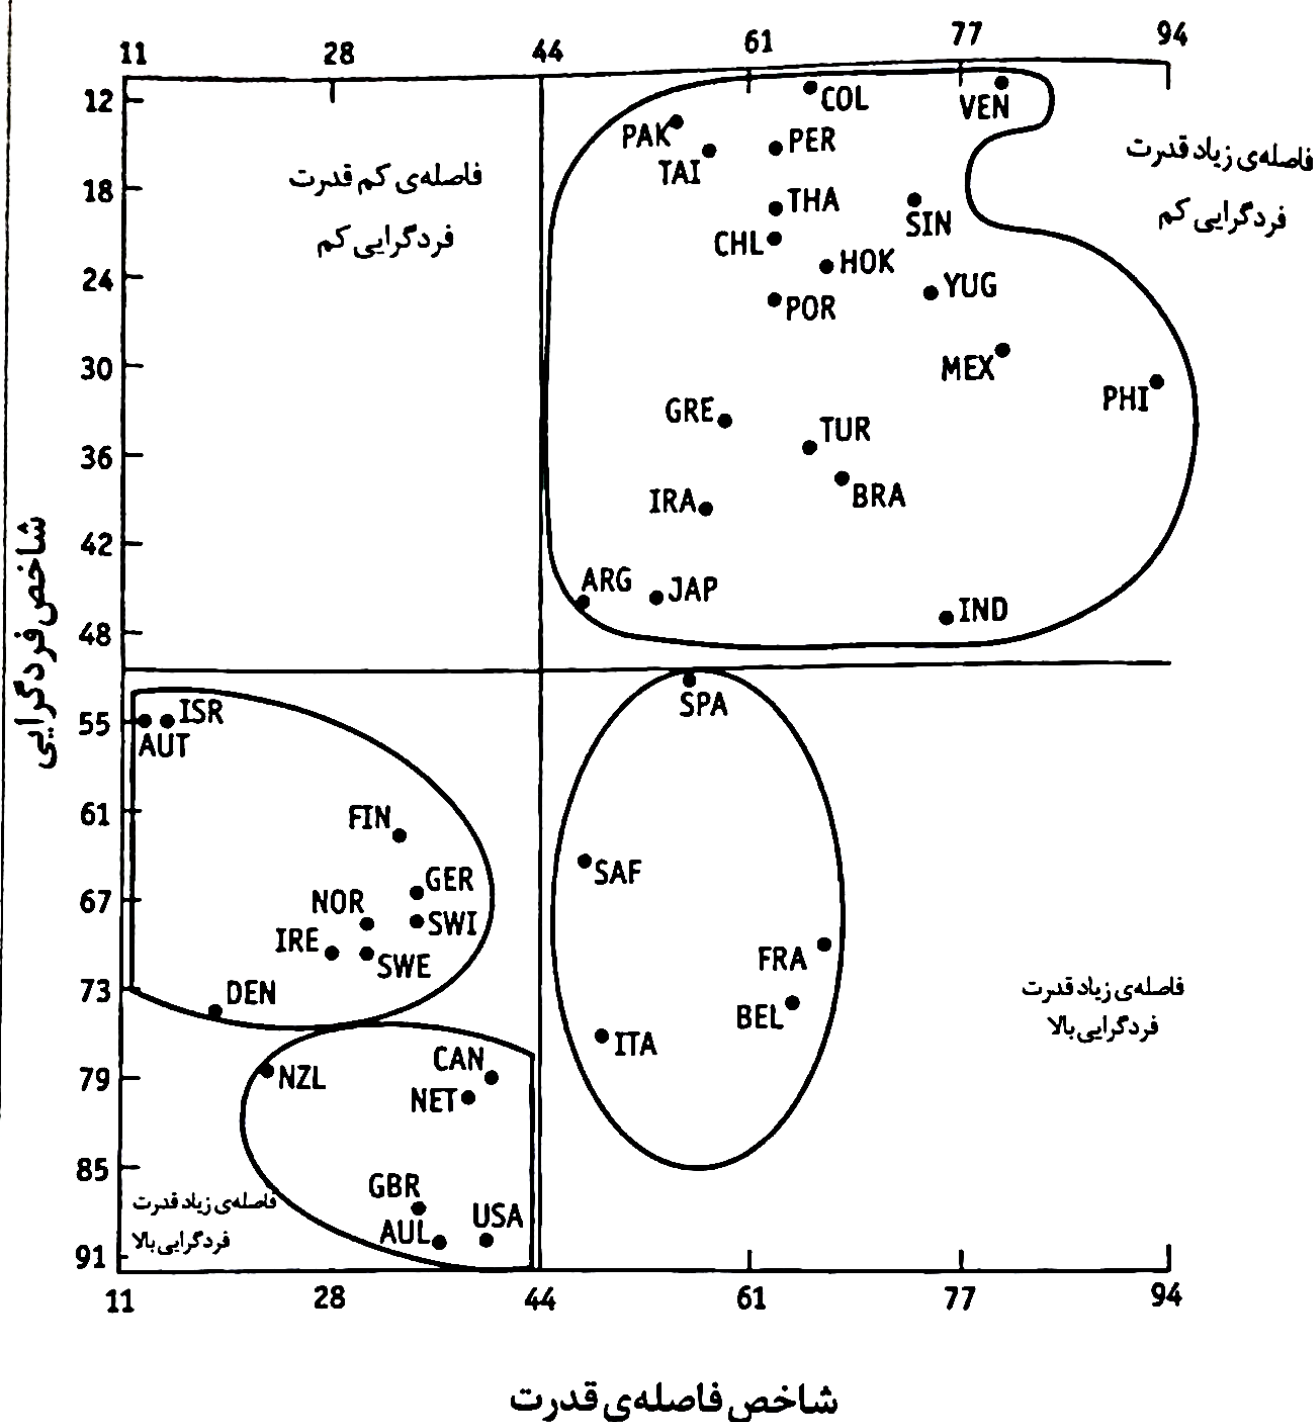 11 28 44 61 77 94
12
COL
VEN
PAK
PER
TAI
فاصله‌ی کم قدرت
فردگرایی کم
فاصله‌ی زیاد قدرت
فردگرایی کم
18
THA
SIN
CHL
HOK
24
YUG
POR
30
MEX
PHI
GRE
TUR
36
BRA
IRA
42
ARG
JAP
IND
48
شاخص فردگرایی
SPA
55
ISR
AUT
61
FIN
SAF
GER
67
NOR
SWI
IRE
SWE
FRA
73
DEN
BEL
ITA
فاصله‌ی زیاد قدرت
فردگرایی بالا
79
CAN
NZL
NET
85
GBR
AUL
USA
فاصله‌ی زیاد قدرت
فردگرایی بالا
91
11 28 44 61 77 94
شاخص فاصله‌ی قدرت